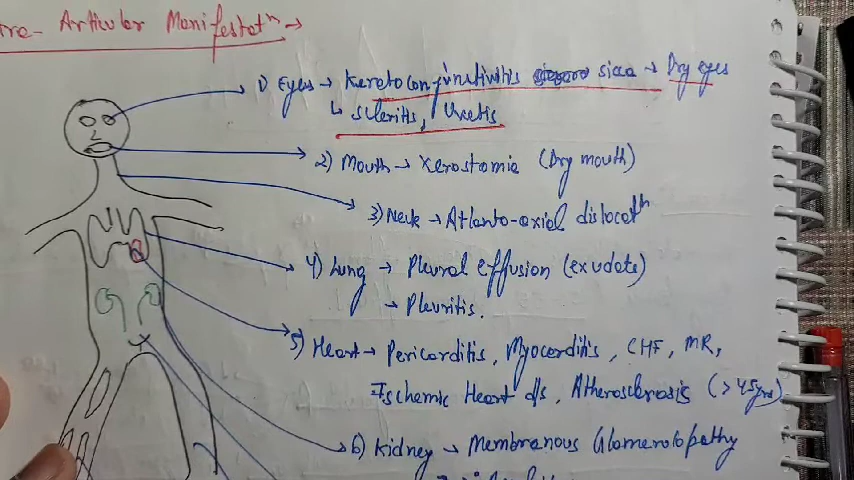 tra- Articular Manifestatⁿ →
1) Eyes → Keratoconjunctivitis sicca → Dry eyes
↳ scleritis, Uveitis
2) Mouth → Xerostomia (Dry mouth)
3) Neck → Atlanto-axial dislocatⁿ
4) Lung → Pleural effusion (exudate)
→ Pleuritis.
5) Heart → Pericarditis, Myocarditis, CHF, MR,
Ischemic Heart d/s, Atherosclerosis (>45yrs)
6) Kidney → Membranous Glomerulopathy